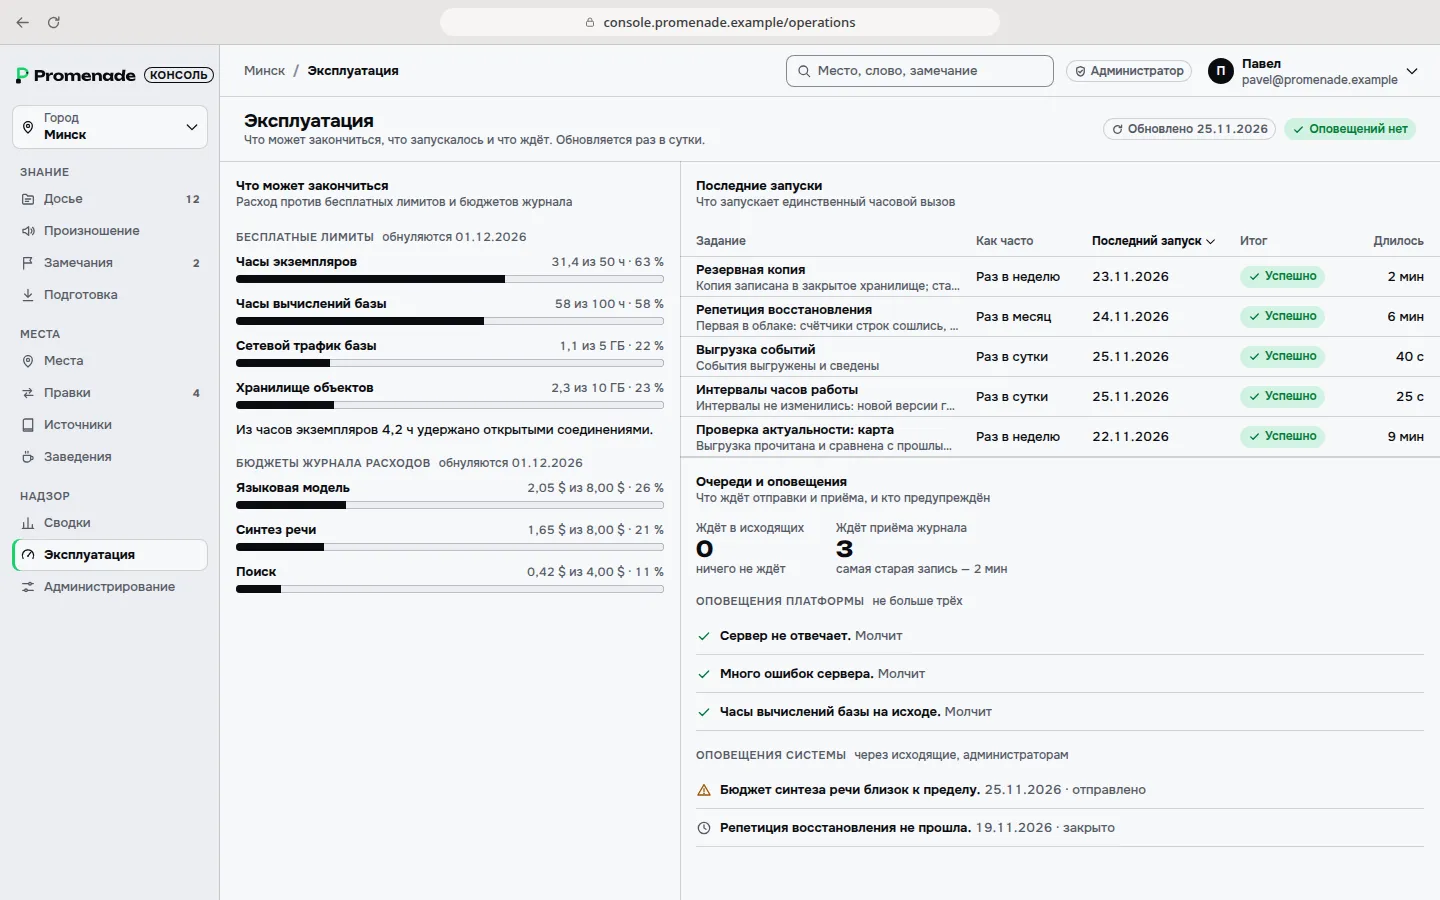 console.promenade.example/operations
Promenade КОНСОЛЬ
Город
Минск
ЗНАНИЕ
Досье 12
Произношение
Замечания 2
Подготовка
МЕСТА
Места
Правки 4
Источники
Заведения
НАДЗОР
Сводки
Эксплуатация
Администрирование
Минск / Эксплуатация
Место, слово, замечание
Администратор
П
Павел
pavel@promenade.example
Эксплуатация
Что может закончиться, что запускалось и что ждёт. Обновляется раз в сутки.
Обновлено 25.11.2026
Оповещений нет
Что может закончиться
Расход против бесплатных лимитов и бюджетов журнала
БЕСПЛАТНЫЕ ЛИМИТЫ обнуляются 01.12.2026
Часы экземпляров 31,4 из 50 ч · 63 %
Часы вычислений базы 58 из 100 ч · 58 %
Сетевой трафик базы 1,1 из 5 ГБ · 22 %
Хранилище объектов 2,3 из 10 ГБ · 23 %
Из часов экземпляров 4,2 ч удержано открытыми соединениями.
БЮДЖЕТЫ ЖУРНАЛА РАСХОДОВ обнуляются 01.12.2026
Языковая модель 2,05 $ из 8,00 $ · 26 %
Синтез речи 1,65 $ из 8,00 $ · 21 %
Поиск 0,42 $ из 4,00 $ · 11 %
Последние запуски
Что запускает единственный часовой вызов
Задание Как часто Последний запуск Итог Длилось
Резервная копия
Копия записана в закрытое хранилище; ста…
Раз в неделю 23.11.2026 Успешно 2 мин
Репетиция восстановления
Первая в облаке: счётчики строк сошлись, …
Раз в месяц 24.11.2026 Успешно 6 мин
Выгрузка событий
События выгружены и сведены
Раз в сутки 25.11.2026 Успешно 40 с
Интервалы часов работы
Интервалы не изменились: новой версии г…
Раз в сутки 25.11.2026 Успешно 25 с
Проверка актуальности: карта
Выгрузка прочитана и сравнена с прошлы…
Раз в неделю 22.11.2026 Успешно 9 мин
Очереди и оповещения
Что ждёт отправки и приёма, и кто предупреждён
Ждёт в исходящих
0
ничего не ждёт
Ждёт приёма журнала
3
самая старая запись — 2 мин
ОПОВЕЩЕНИЯ ПЛАТФОРМЫ не больше трёх
Сервер не отвечает. Молчит
Много ошибок сервера. Молчит
Часы вычислений базы на исходе. Молчит
ОПОВЕЩЕНИЯ СИСТЕМЫ через исходящие, администраторам
Бюджет синтеза речи близок к пределу. 25.11.2026 · отправлено
Репетиция восстановления не прошла. 19.11.2026 · закрыто